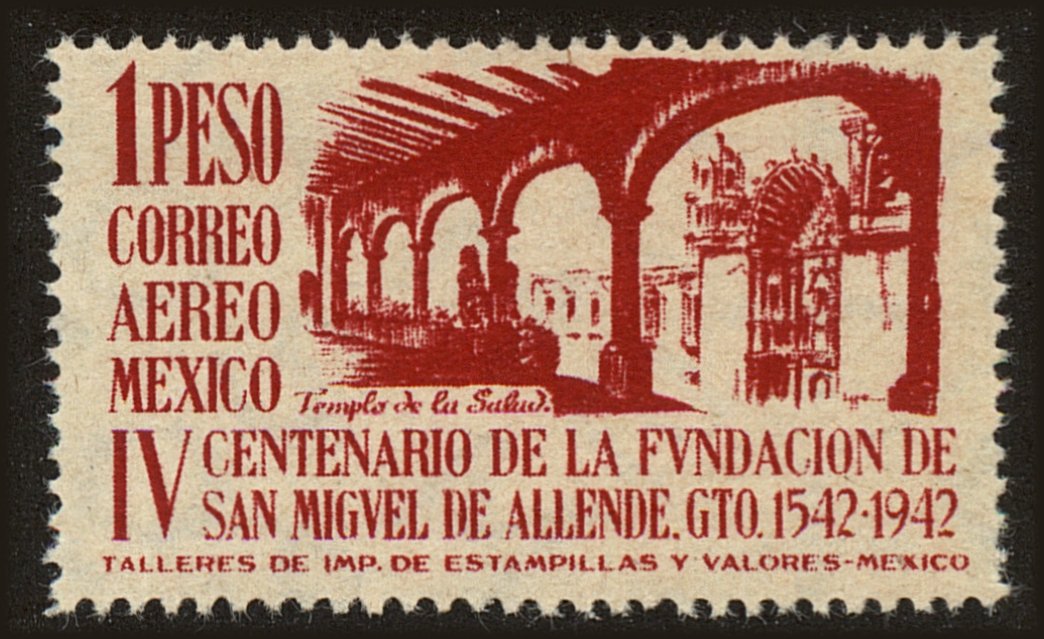 1 PESO
CORREO
AEREO
MEXICO
Templo de la Salud.
IV CENTENARIO DE LA FVNDACION DE
SAN MIGVEL DE ALLENDE. GTO. 1542-1942
TALLERES DE IMP. DE ESTAMPILLAS Y VALORES-MEXICO